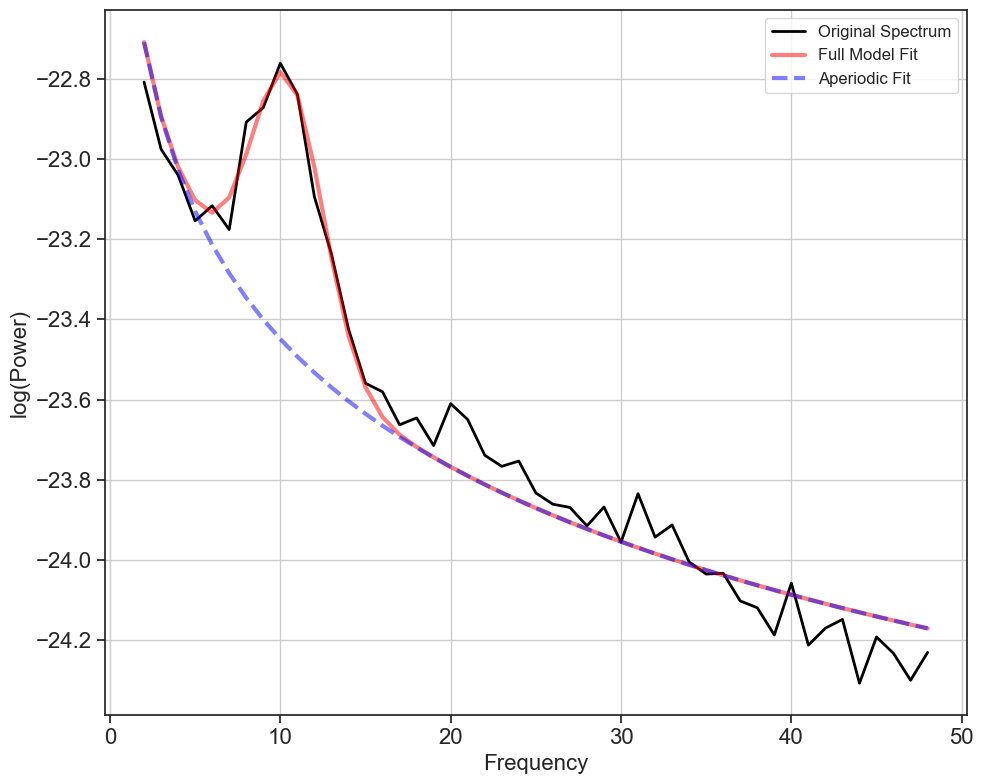 Original Spectrum
Full Model Fit
Aperiodic Fit
−22.8
−23.0
−23.2
−23.4
−23.6
−23.8
−24.0
−24.2
log(Power)
0 10 20 30 40 50
Frequency